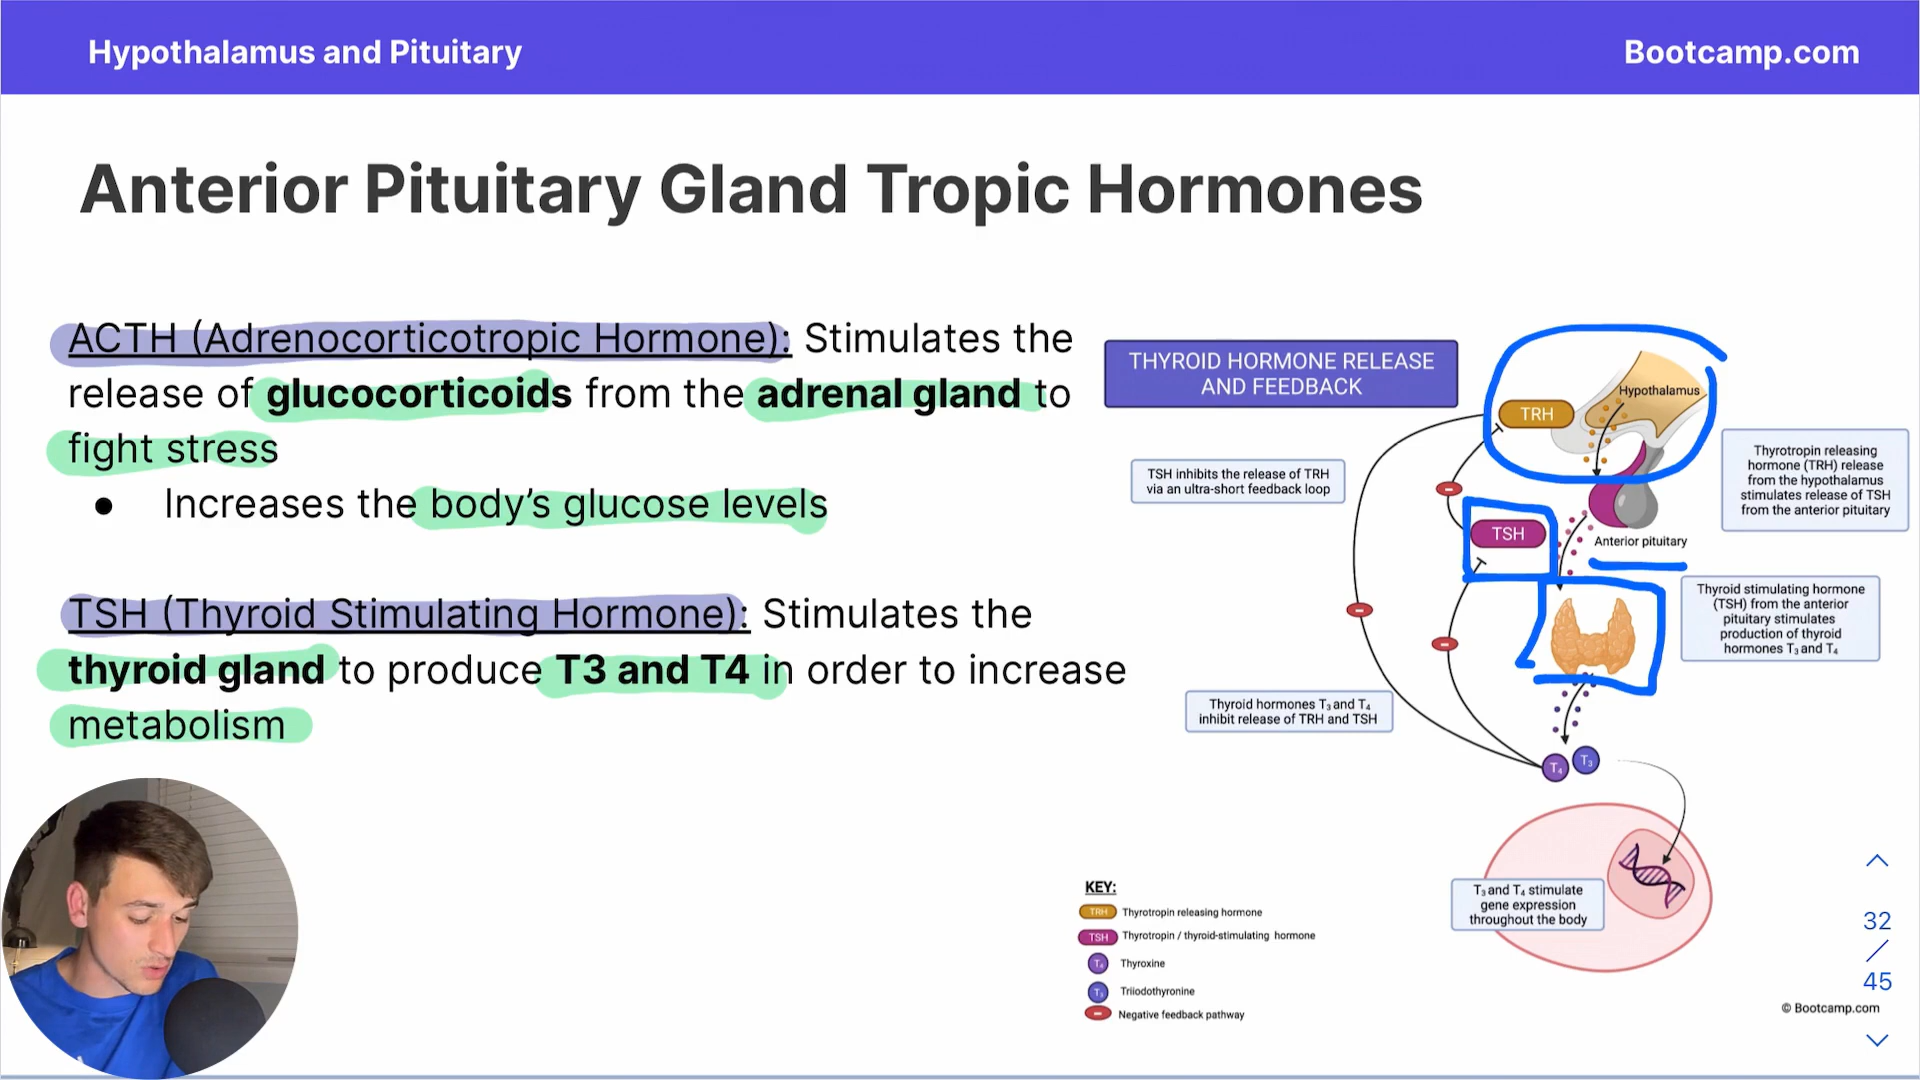 Hypothalamus and Pituitary
Bootcamp.com
Anterior Pituitary Gland Tropic Hormones
ACTH (Adrenocorticotropic Hormone): Stimulates the
release of glucocorticoids from the adrenal gland to
fight stress
● Increases the body's glucose levels
TSH (Thyroid Stimulating Hormone): Stimulates the
thyroid gland to produce T3 and T4 in order to increase
metabolism
THYROID HORMONE RELEASE
AND FEEDBACK
Hypothalamus
TRH
TSH inhibits the release of TRH
via an ultra-short feedback loop
Thyrotropin releasing
hormone (TRH) release
from the hypothalamus
stimulates release of TSH
from the anterior pituitary
TSH
Anterior pituitary
Thyroid stimulating hormone
(TSH) from the anterior
pituitary stimulates
production of thyroid
hormones T₃ and T₄
Thyroid hormones T₃ and T₄
inhibit release of TRH and TSH
T₄
T₃
T₃ and T₄ stimulate
gene expression
throughout the body
KEY:
TRH Thyrotropin releasing hormone
TSH Thyrotropin / thyroid-stimulating hormone
T₄ Thyroxine
T₃ Triiodothyronine
Negative feedback pathway
32
/
45
© Bootcamp.com